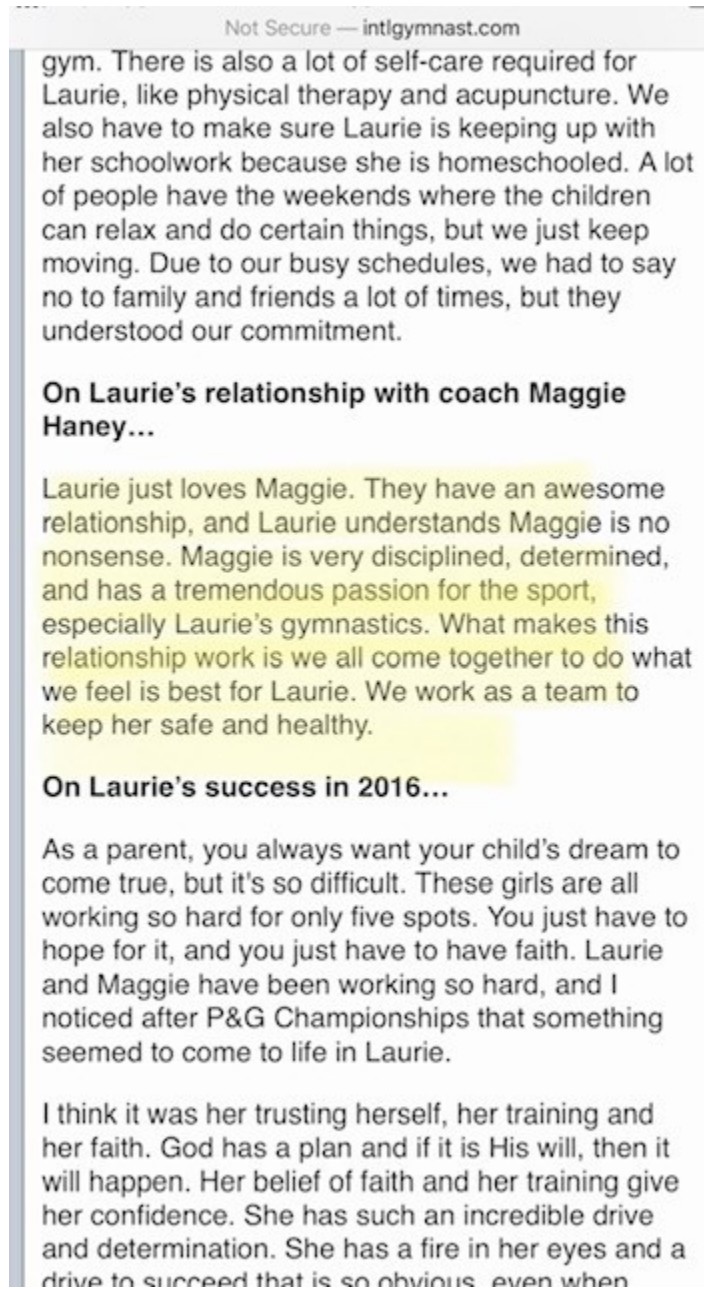 Not Secure — intlgymnast.com
gym. There is also a lot of self-care required for
Laurie, like physical therapy and acupuncture. We
also have to make sure Laurie is keeping up with
her schoolwork because she is homeschooled. A lot
of people have the weekends where the children
can relax and do certain things, but we just keep
moving. Due to our busy schedules, we had to say
no to family and friends a lot of times, but they
understood our commitment.
On Laurie’s relationship with coach Maggie
Haney…
Laurie just loves Maggie. They have an awesome
relationship, and Laurie understands Maggie is no
nonsense. Maggie is very disciplined, determined,
and has a tremendous passion for the sport,
especially Laurie’s gymnastics. What makes this
relationship work is we all come together to do what
we feel is best for Laurie. We work as a team to
keep her safe and healthy.
On Laurie’s success in 2016…
As a parent, you always want your child’s dream to
come true, but it's so difficult. These girls are all
working so hard for only five spots. You just have to
hope for it, and you just have to have faith. Laurie
and Maggie have been working so hard, and I
noticed after P&G Championships that something
seemed to come to life in Laurie.
I think it was her trusting herself, her training and
her faith. God has a plan and if it is His will, then it
will happen. Her belief of faith and her training give
her confidence. She has such an incredible drive
and determination. She has a fire in her eyes and a
drive to succeed that is so obvious, even when